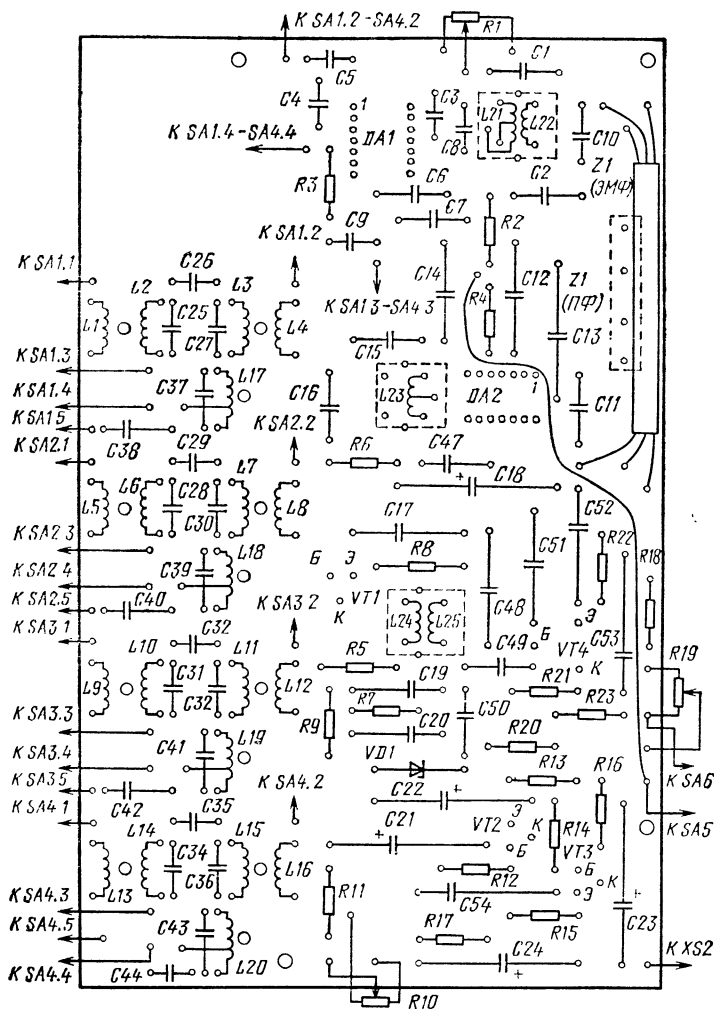 К SA1.2-SA4.2
R1
C5
C1
C4
1
C3
L21
L22
К SA1.4-SA4.4
DA1
C8
C10
Z1
(ЭМФ)
R3
C6
C2
C7
R2
К SA1.2
C9
К SA1.1
C26
L2
L3
C14
C12
Z1
(ПФ)
К SA1.3-SA4.3
R4
L1
C25
C27
L4
C13
C15
К SA1.3
L17
К SA1.4
C37
C16
L23
DA2
1
C11
К SA1.5
C38
К SA2.2
К SA2.1
C29
R6
C47
L6
L7
C18
L5
C28
C30
L8
C17
C52
R22
К SA2.3
C51
R18
L18
Б
Э
R8
К SA2.4
C39
VT1
К
C48
К SA2.5
C40
К SA3.2
L24
L25
Э
К SA3.1
C32
Б
VT4
C53
L10
L11
R5
C49
К
R19
L9
C31
C32
L12
C19
R21
R7
C50
R23
К SA3.3
R9
C20
L19
R20
К SA3.4
C41
VD1
R13
К SA6
К SA3.5
C42
C35
К SA4.2
R16
К SA4.1
C22
+
Э
К SA5
C21
+
VT2
К
R14
L14
L15
Б
VT3
C34
C36
L16
Б
L13
R12
К
К SA4.3
R11
C54
Э
+
C23
К SA4.5
C43
R17
R15
C24
+
К XS2
К SA4.4
C44
L20
R10